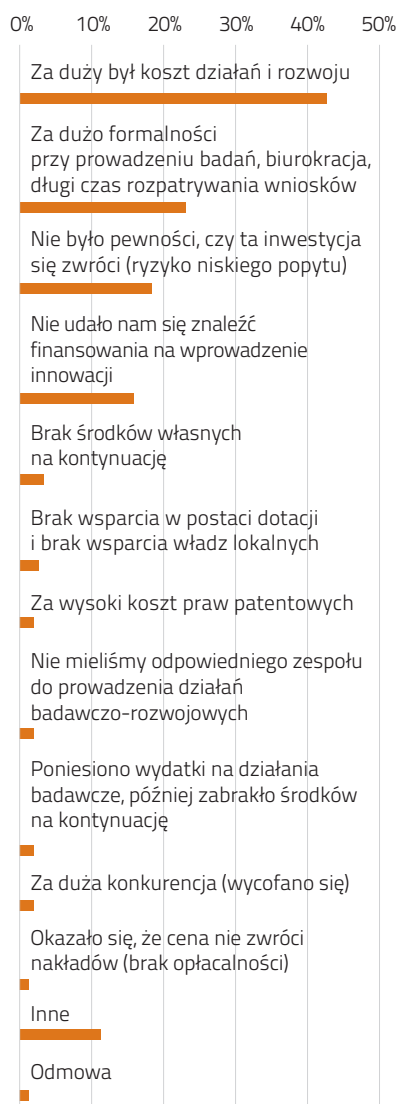 0% 10% 20% 30% 40% 50%
Za duży był koszt działań i rozwoju
Za dużo formalności
przy prowadzeniu badań, biurokracja,
długi czas rozpatrywania wniosków
Nie było pewności, czy ta inwestycja
się zwróci (ryzyko niskiego popytu)
Nie udało nam się znaleźć
finansowania na wprowadzenie
innowacji
Brak środków własnych
na kontynuację
Brak wsparcia w postaci dotacji
i brak wsparcia władz lokalnych
Za wysoki koszt praw patentowych
Nie mieliśmy odpowiedniego zespołu
do prowadzenia działań
badawczo-rozwojowych
Poniesiono wydatki na działania
badawcze, później zabrakło środków
na kontynuację
Za duża konkurencja (wycofano się)
Okazało się, że cena nie zwróci
nakładów (brak opłacalności)
Inne
Odmowa